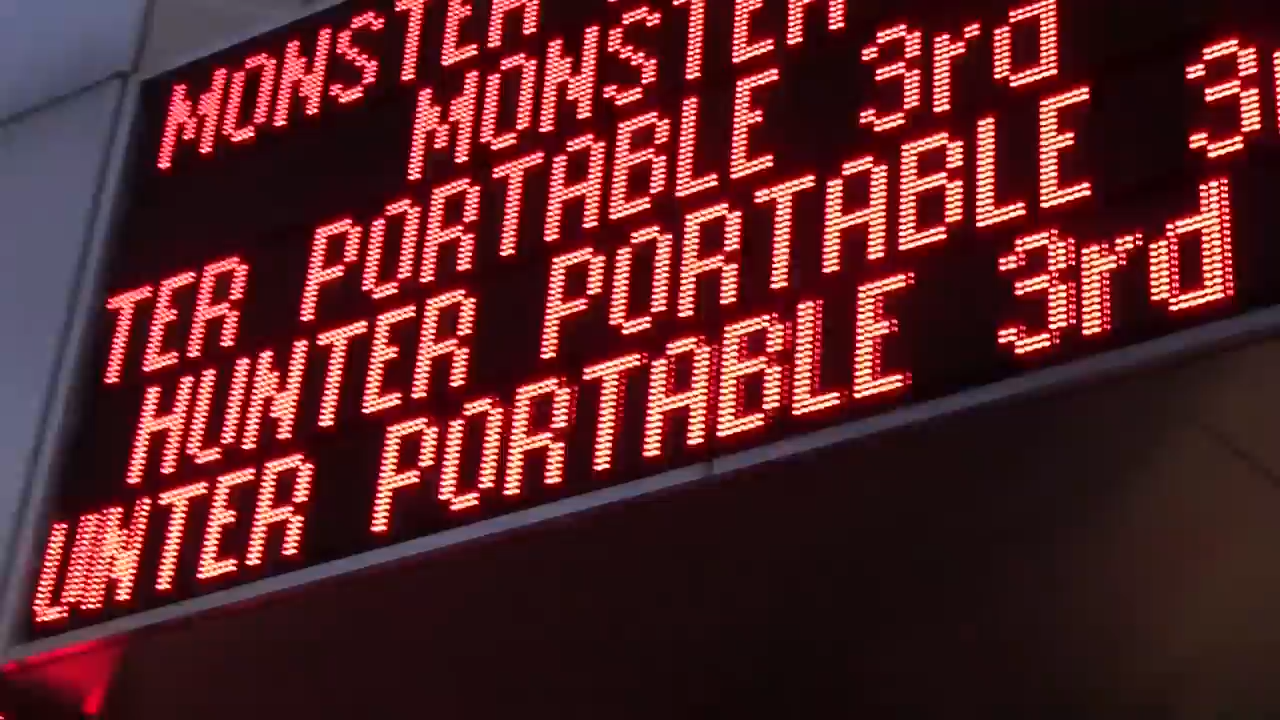 MONSTER
MONSTER
TER PORTABLE 3rd
HUNTER PORTABLE 3
UNTER PORTABLE 3rd